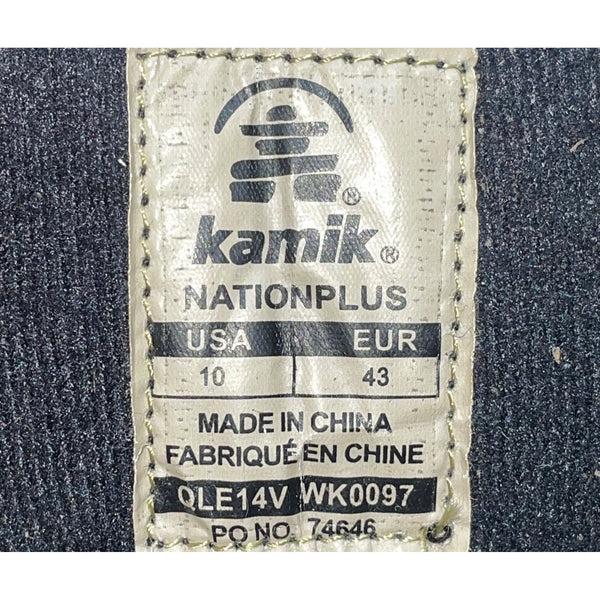 ®
kamik®
NATIONPLUS
USA EUR
10 43
MADE IN CHINA
FABRIQUÉ EN CHINE
QLE14V WK0097
PO NO. 74646